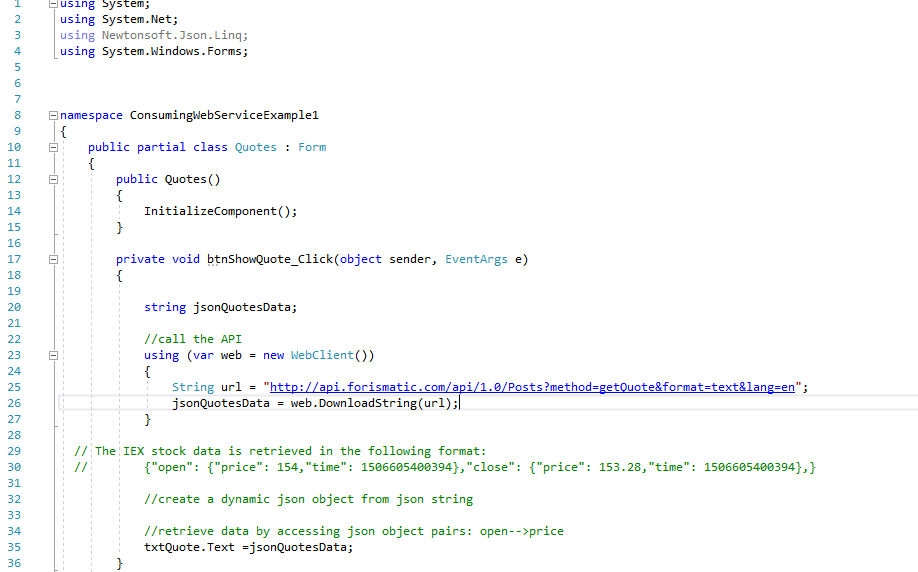 1 using System;
2 using System.Net;
3 using Newtonsoft.Json.Linq;
4 using System.Windows.Forms;
5
6
7
8 namespace ConsumingWebServiceExample1
9 {
10 public partial class Quotes : Form
11 {
12 public Quotes()
13 {
14 InitializeComponent();
15 }
16
17 private void btnShowQuote_Click(object sender, EventArgs e)
18 {
19
20 string jsonQuotesData;
21
22 //call the API
23 using (var web = new WebClient())
24 {
25 String url = "http://api.forismatic.com/api/1.0/Posts?method=getQuote&format=text&lang=en";
26 jsonQuotesData = web.DownloadString(url);
27 }
28
29 // The IEX stock data is retrieved in the following format:
30 // {"open": {"price": 154,"time": 1506605400394},"close": {"price": 153.28,"time": 1506605400394},}
31
32 //create a dynamic json object from json string
33
34 //retrieve data by accessing json object pairs: open-->price
35 txtQuote.Text =jsonQuotesData;
36 }